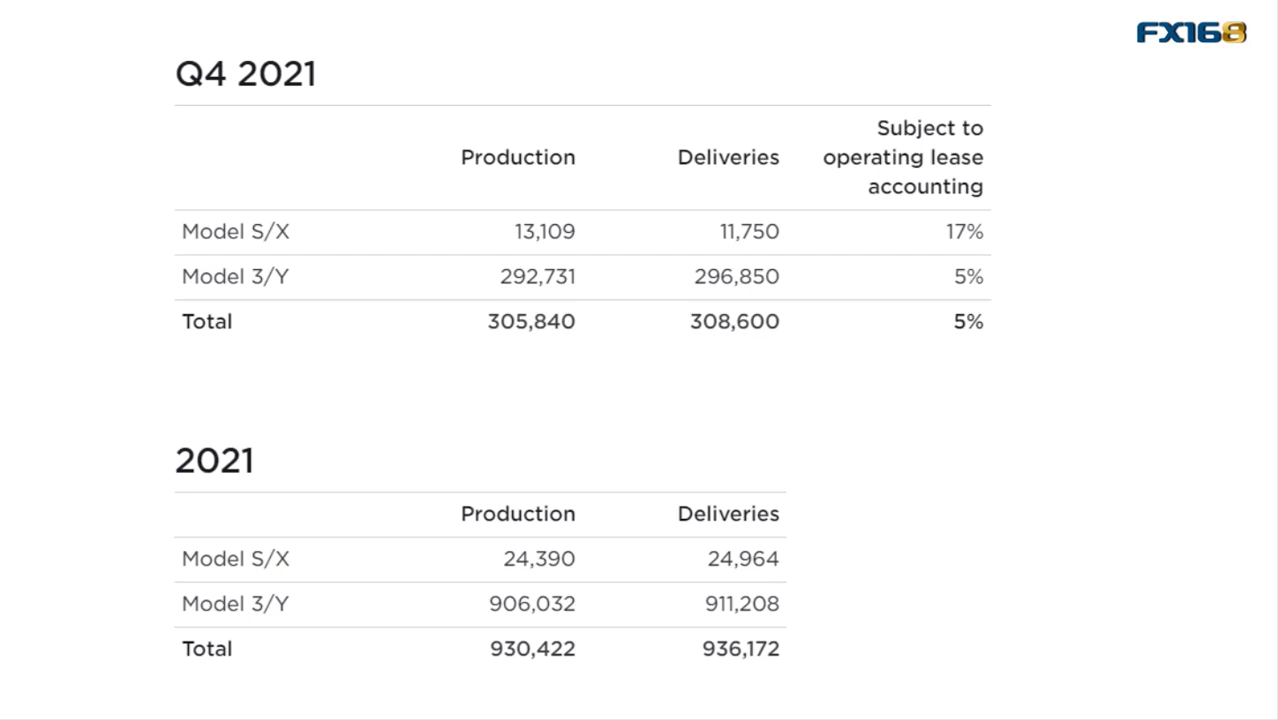 FX168
Q4 2021
Production Deliveries Subject to operating lease accounting
Model S/X 13,109 11,750 17%
Model 3/Y 292,731 296,850 5%
Total 305,840 308,600 5%
2021
Production Deliveries
Model S/X 24,390 24,964
Model 3/Y 906,032 911,208
Total 930,422 936,172